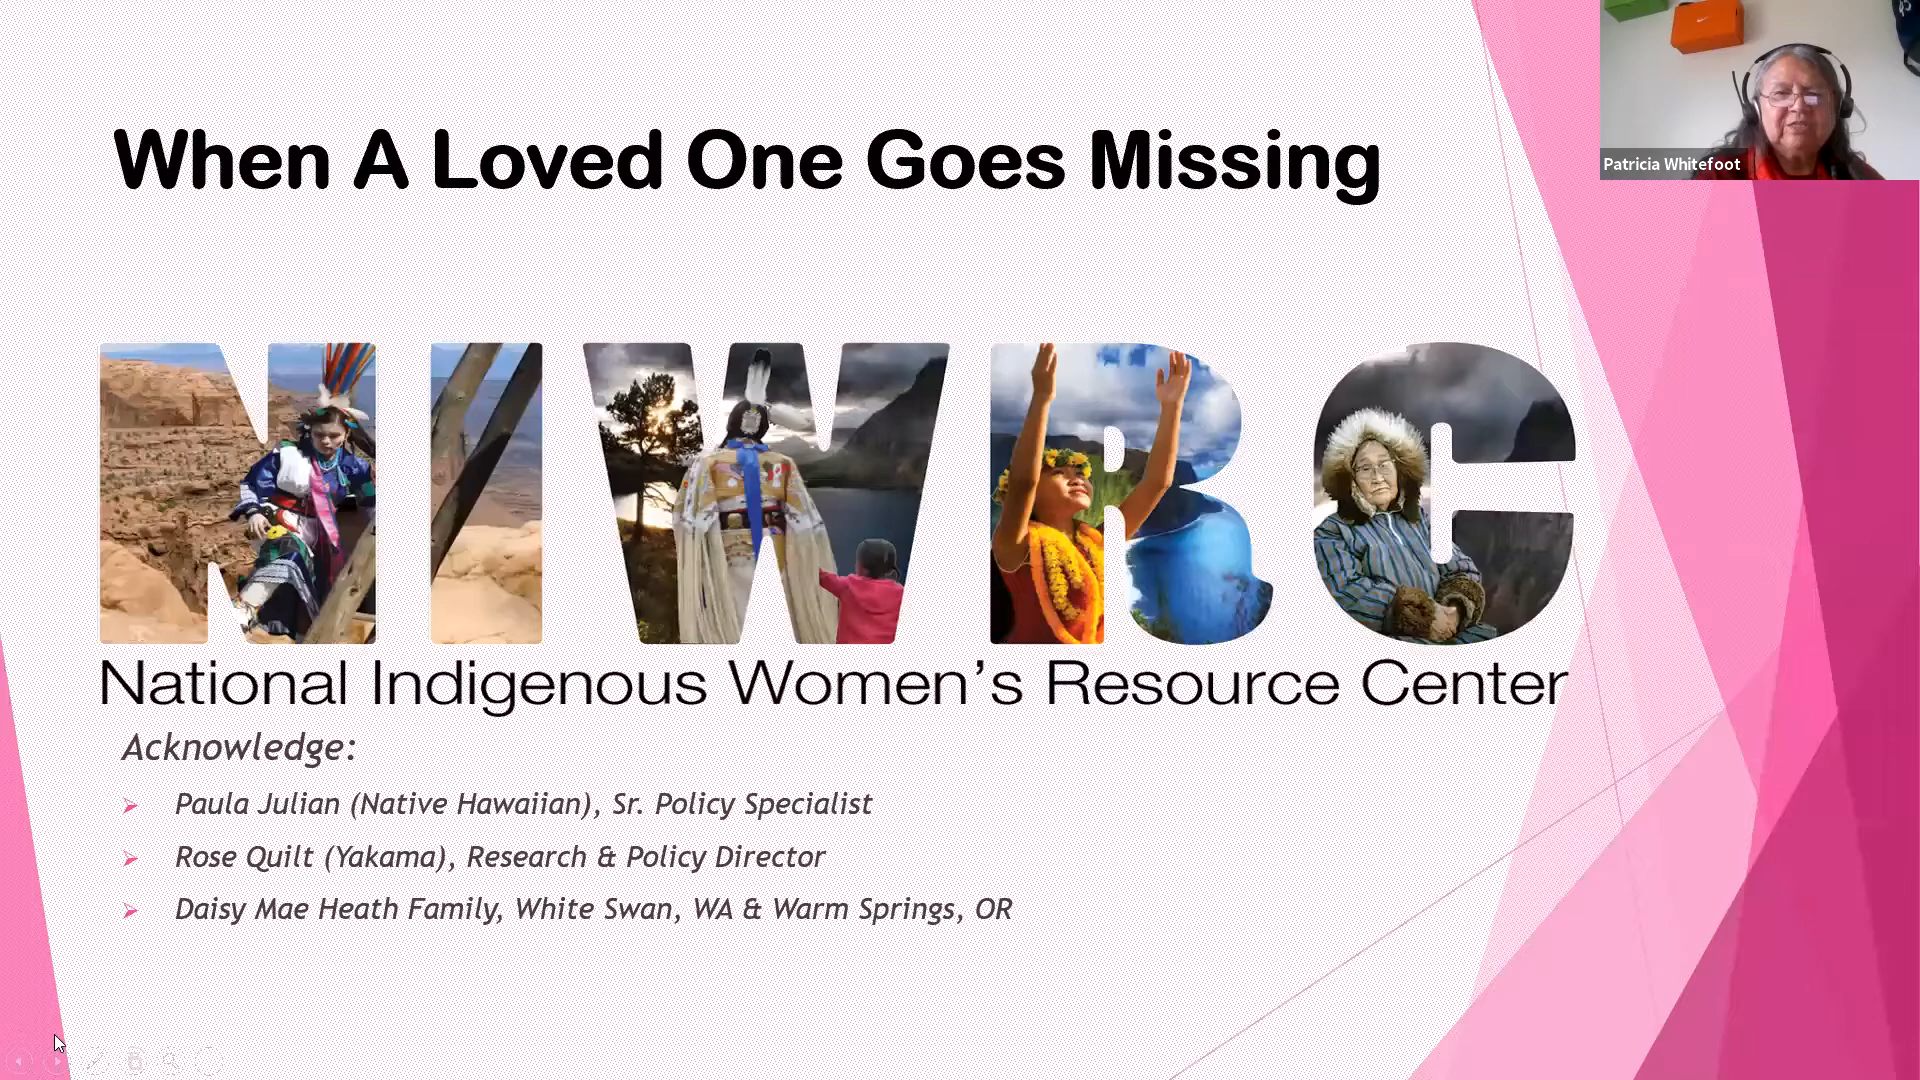 When A Loved One Goes Missing
Patricia Whitefoot
NIWRC
National Indigenous Women's Resource Center
Acknowledge:
Paula Julian (Native Hawaiian), Sr. Policy Specialist
Rose Quilt (Yakama), Research & Policy Director
Daisy Mae Heath Family, White Swan, WA & Warm Springs, OR